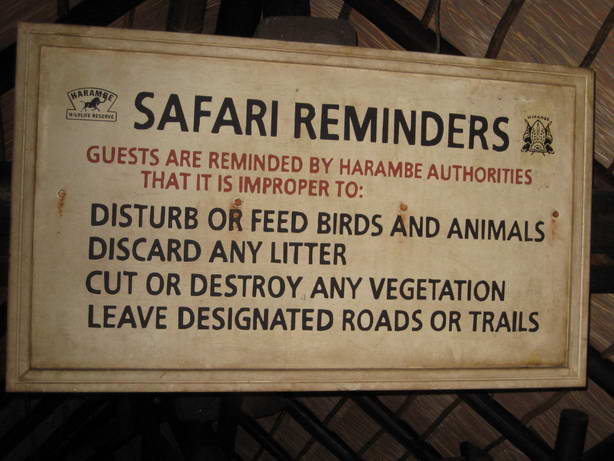 HARAMBE
WILDLIFE RESERVE
SAFARI REMINDERS
HARAMBE
GUESTS ARE REMINDED BY HARAMBE AUTHORITIES
THAT IT IS IMPROPER TO:
DISTURB OR FEED BIRDS AND ANIMALS
DISCARD ANY LITTER
CUT OR DESTROY ANY VEGETATION
LEAVE DESIGNATED ROADS OR TRAILS